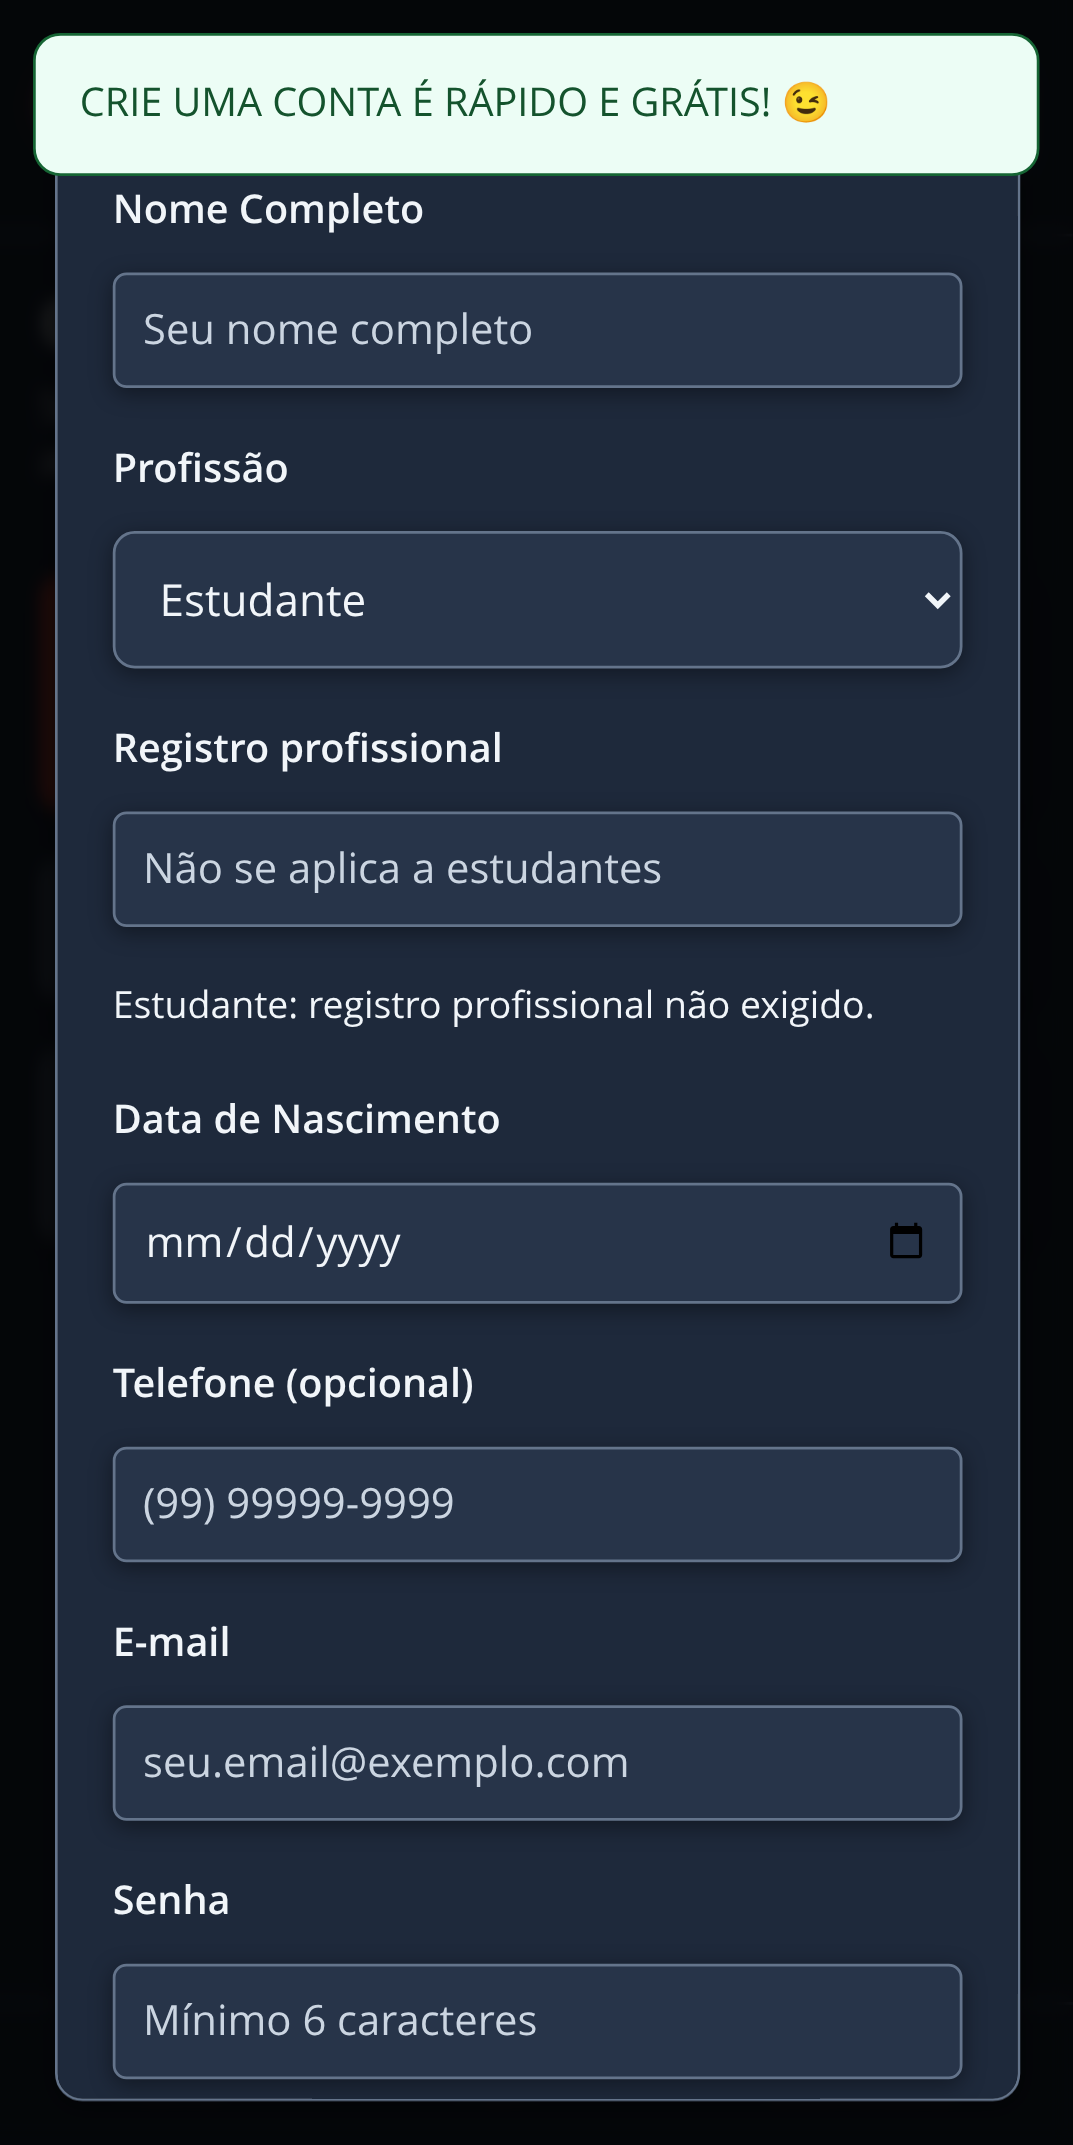 CRIE UMA CONTA É RÁPIDO E GRÁTIS! 😉
Nome Completo
Seu nome completo
Profissão
Estudante
Registro profissional
Não se aplica a estudantes
Estudante: registro profissional não exigido.
Data de Nascimento
mm/dd/yyyy
Telefone (opcional)
(99) 99999-9999
E-mail
seu.email@exemplo.com
Senha
Mínimo 6 caracteres